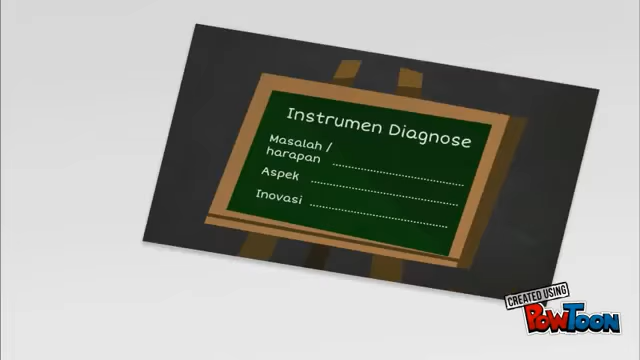 Instrumen Diagnose
Masalah /
harapan ..............................
Aspek ..............................
Inovasi ..............................
CREATED USING
POWTOON